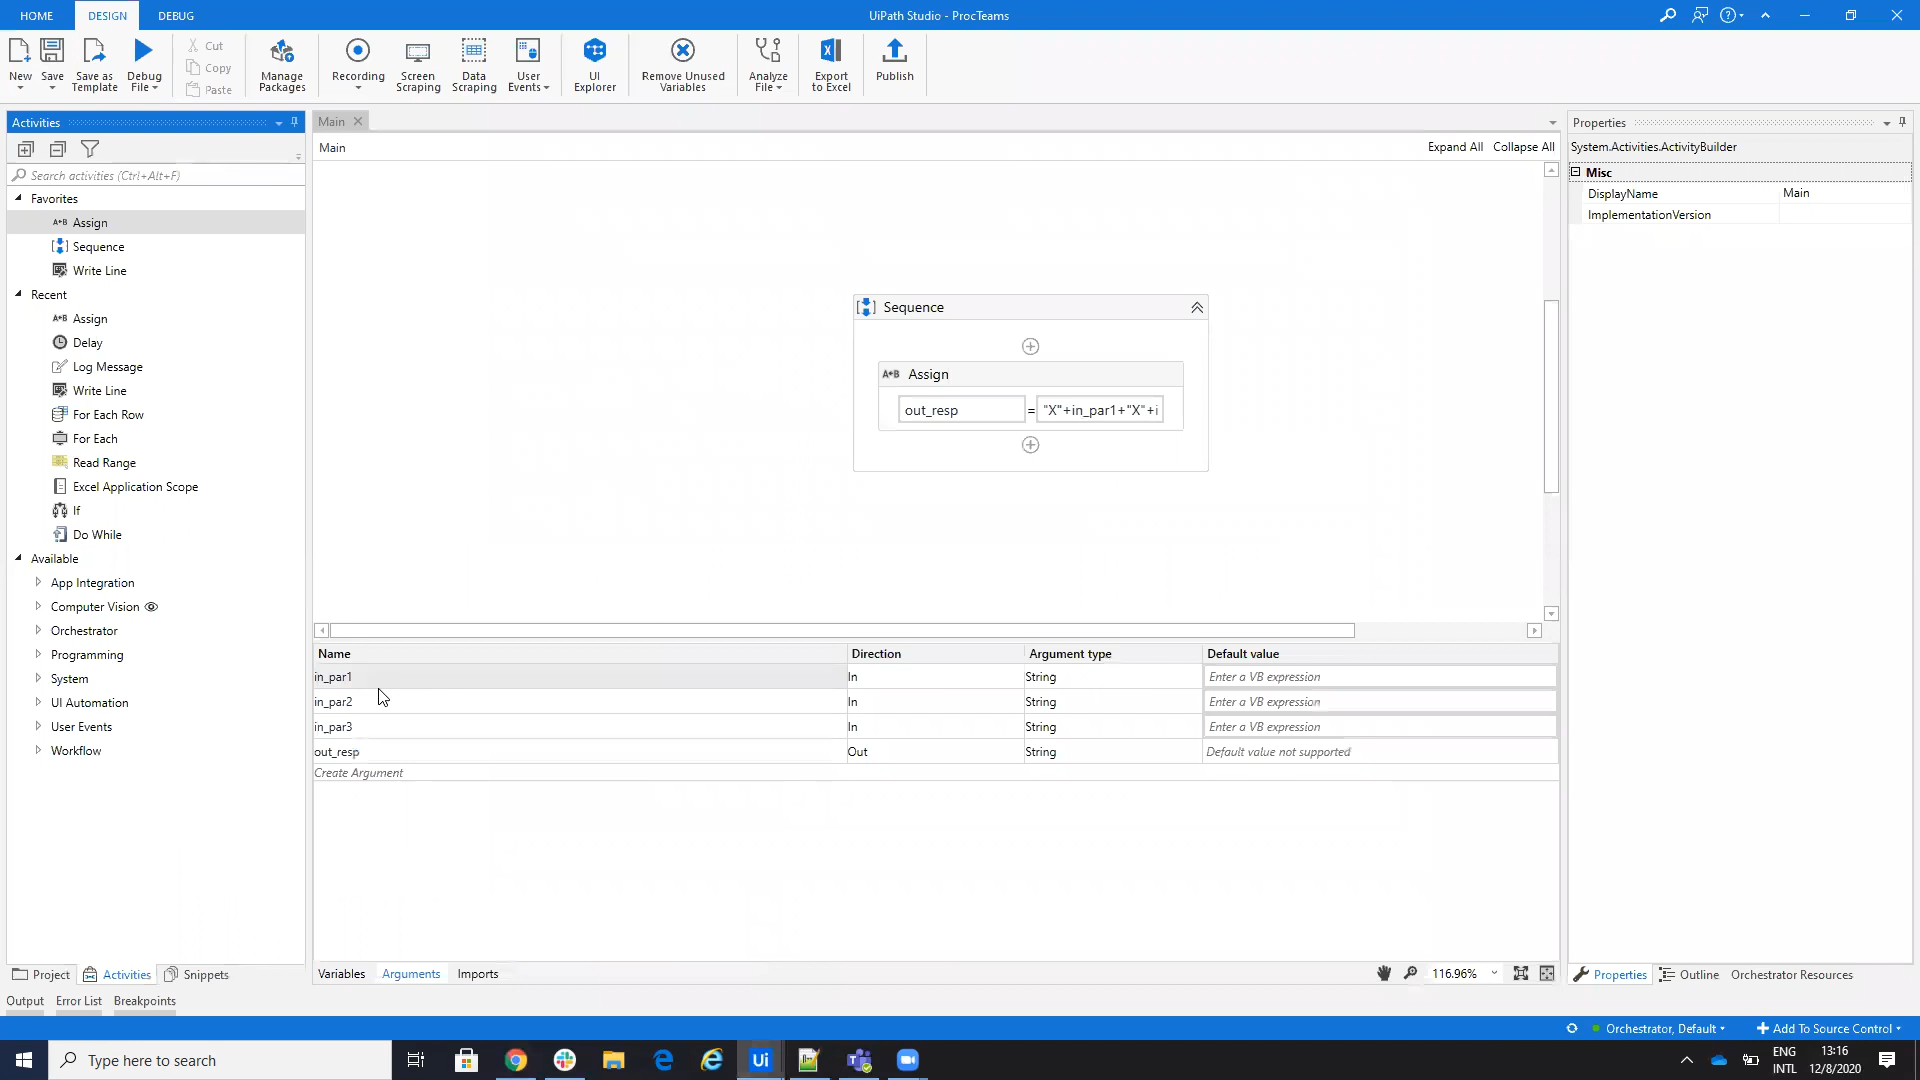 HOME DESIGN DEBUG UiPath Studio - ProcTeams
New Save Save as Template Debug File
Cut
Copy
Paste
Manage Packages Recording Screen Scraping Data Scraping User Events UI Explorer Remove Unused Variables Analyze File Export to Excel Publish
Activities
Search activities (Ctrl+Alt+F)
Favorites
A+B Assign
Sequence
Write Line
Recent
A+B Assign
Delay
Log Message
Write Line
For Each Row
For Each
Read Range
Excel Application Scope
If
Do While
Available
App Integration
Computer Vision
Orchestrator
Programming
System
UI Automation
User Events
Workflow
Project Activities Snippets
Main
Main Expand All Collapse All
Sequence
A+B Assign
out_resp = "X"+in_par1+"X"+i
Name Direction Argument type Default value
in_par1 In String Enter a VB expression
in_par2 In String Enter a VB expression
in_par3 In String Enter a VB expression
out_resp Out String Default value not supported
Create Argument
Variables Arguments Imports 116.96%
Properties
System.Activities.ActivityBuilder
Misc
DisplayName Main
ImplementationVersion
Properties Outline Orchestrator Resources
Output Error List Breakpoints
Orchestrator, Default Add To Source Control
Type here to search
Ui
ENG
INTL
13:16
12/8/2020